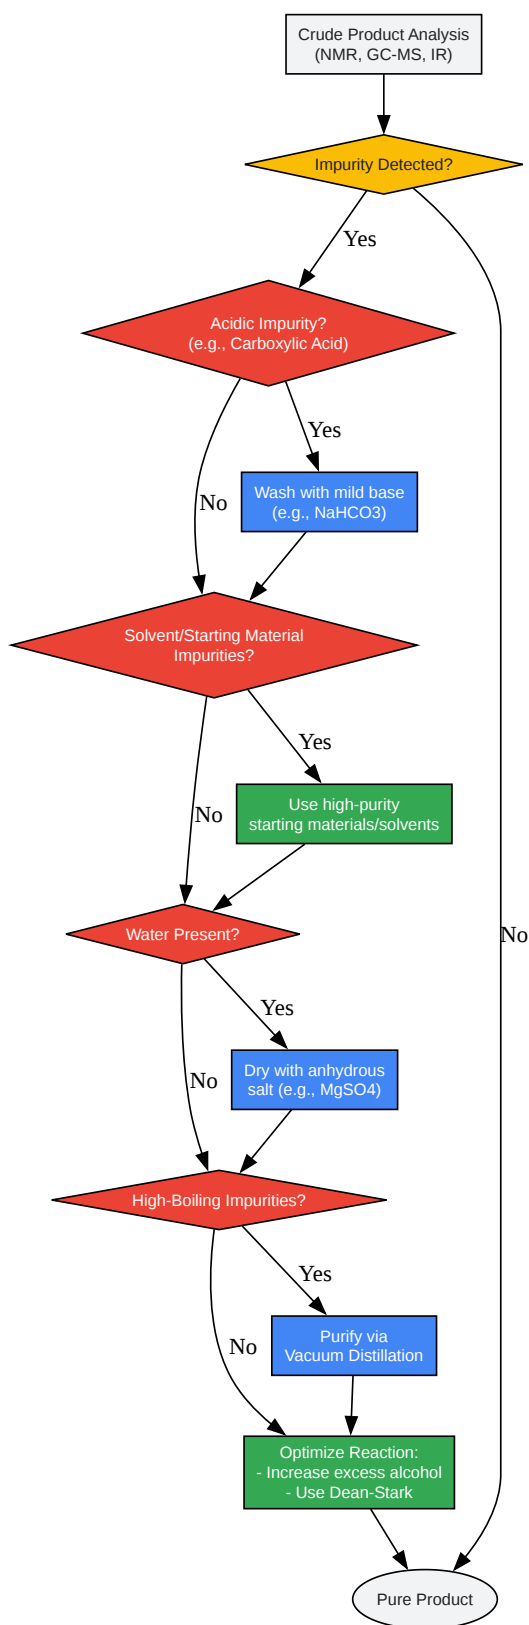 Crude Product Analysis
(NMR, GC-MS, IR)
Impurity Detected?
Yes
Acidic Impurity?
(e.g., Carboxylic Acid)
Yes
Wash with mild base
(e.g., NaHCO3)
No
Solvent/Starting Material
Impurities?
Yes
Use high-purity
starting materials/solvents
No
Water Present?
No
Yes
Dry with anhydrous
salt (e.g., MgSO4)
No
High-Boiling Impurities?
Yes
Purify via
Vacuum Distillation
No
Optimize Reaction:
- Increase excess alcohol
- Use Dean-Stark
Pure Product